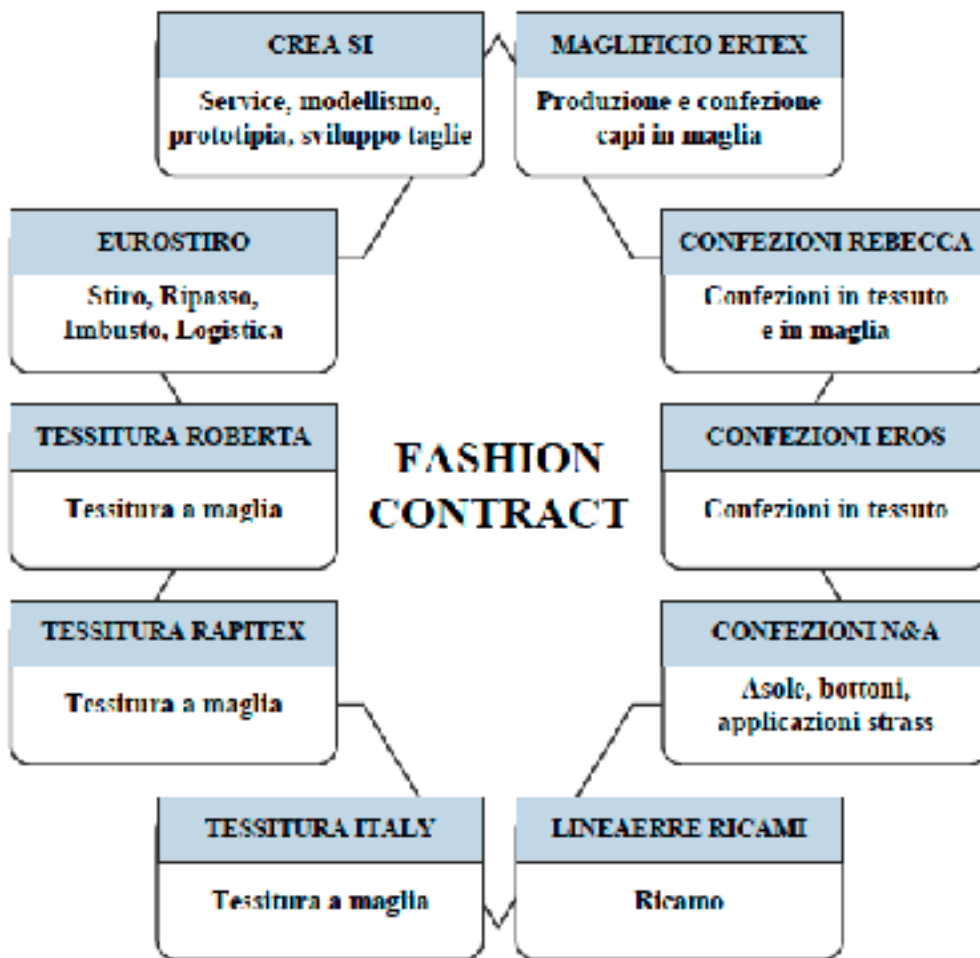 CREA SI
Service, modellismo,
prototipia, sviluppo taglie
MAGLIFICIO ERTEX
Produzione e confezione
capi in maglia
EUROSTIRO
Stiro, Ripasso,
Imbusto, Logistica
CONFEZIONI REBECCA
Confezioni in tessuto
e in maglia
TESSITURA ROBERTA
Tessitura a maglia
FASHION
CONTRACT
CONFEZIONI EROS
Confezioni in tessuto
TESSITURA RAPITEX
Tessitura a maglia
CONFEZIONI N&A
Asole, bottoni,
applicazioni strass
TESSITURA ITALY
Tessitura a maglia
LINEAERRE RICAMI
Ricamo